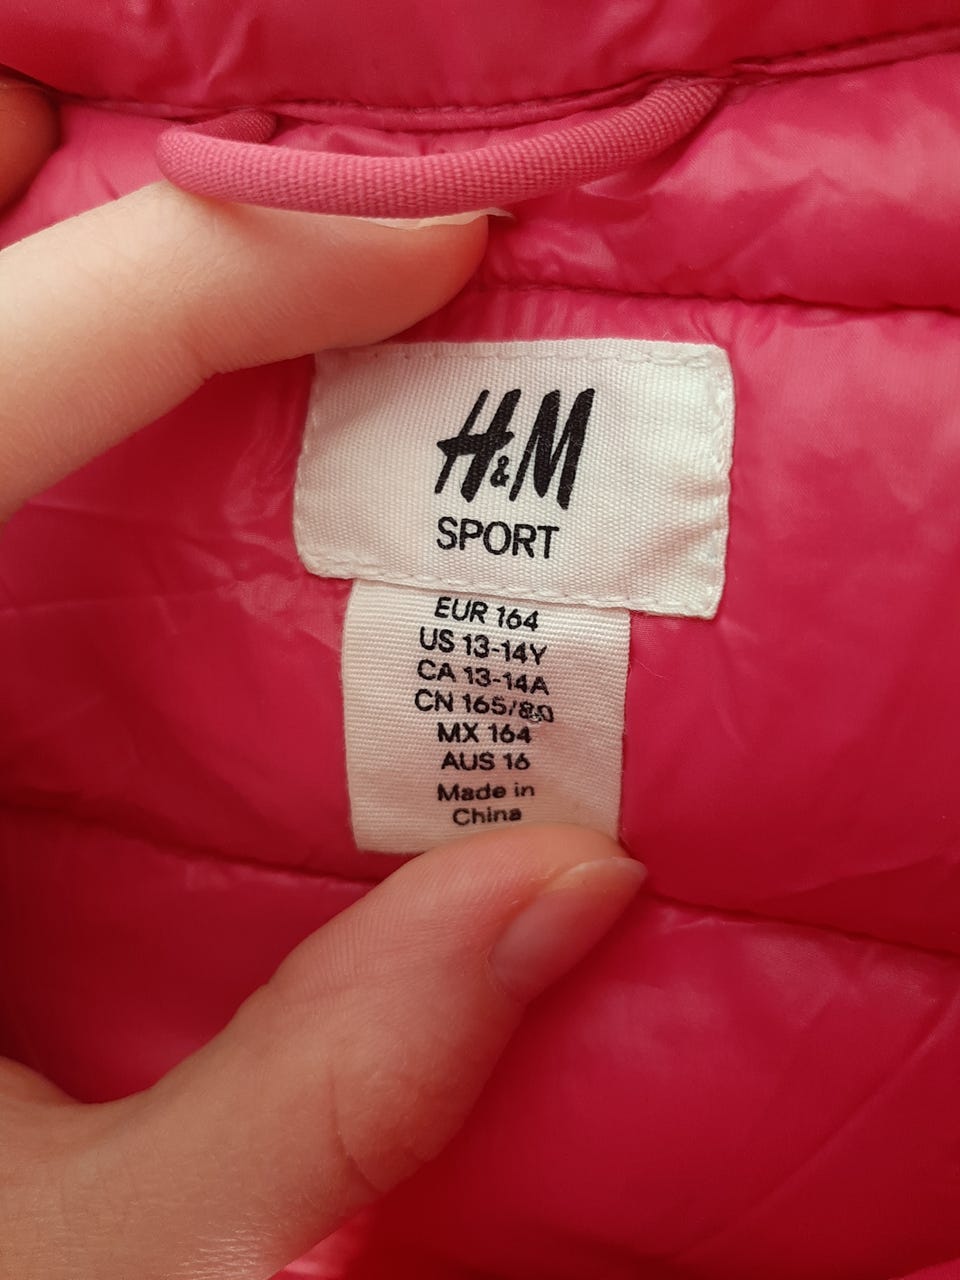 H&M
SPORT
EUR 164
US 13-14Y
CA 13-14A
CN 165/80
MX 164
AUS 16
Made in
China